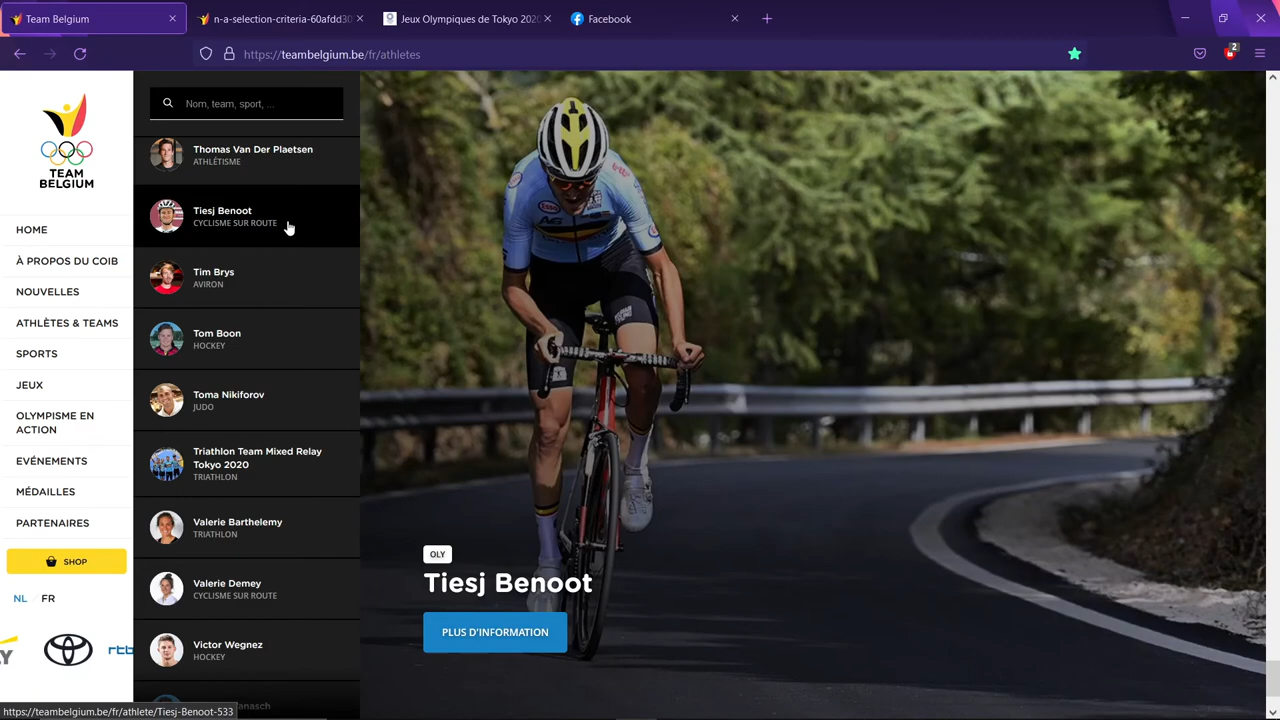 Team Belgium
n-a-selection-criteria-60afdd30
Jeux Olympiques de Tokyo 2020
Facebook
https://teambelgium.be/fr/athletes
2
TEAM
BELGIUM
HOME
À PROPOS DU COIB
NOUVELLES
ATHLÈTES & TEAMS
SPORTS
JEUX
OLYMPISME EN
ACTION
EVÉNEMENTS
MÉDAILLES
PARTENAIRES
SHOP
NL
FR
Nom, team, sport, ...
Thomas Van Der Plaetsen
ATHLÉTISME
Tiesj Benoot
CYCLISME SUR ROUTE
Tim Brys
AVIRON
Tom Boon
HOCKEY
Toma Nikiforov
JUDO
Triathlon Team Mixed Relay
Tokyo 2020
TRIATHLON
Valerie Barthelemy
TRIATHLON
Valerie Demey
CYCLISME SUR ROUTE
Victor Wegnez
HOCKEY
https://teambelgium.be/fr/athlete/Tiesj-Benoot-533
OLY
Tiesj Benoot
PLUS D'INFORMATION